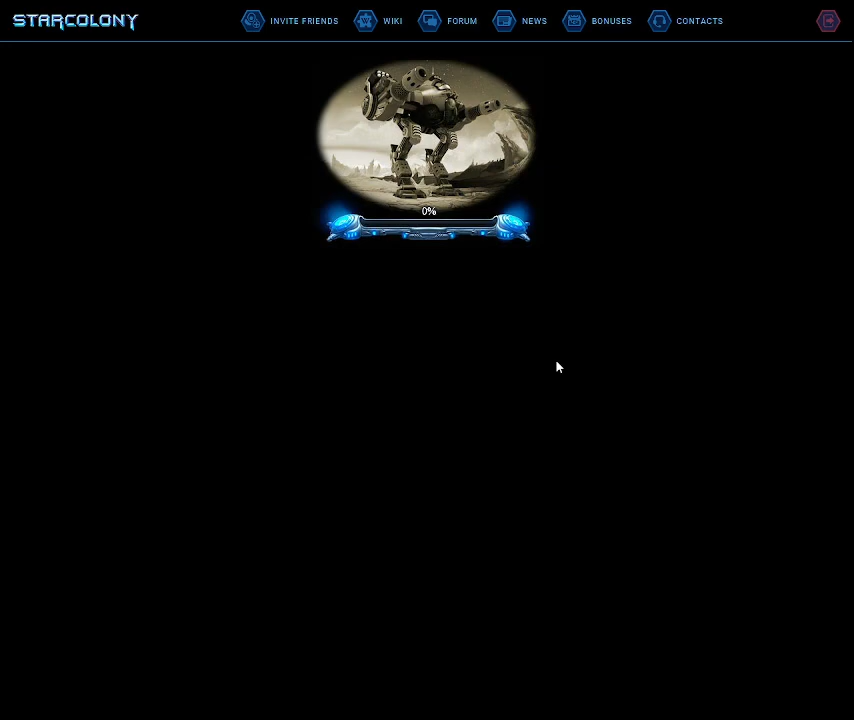 STARCOLONY
INVITE FRIENDS
WIKI
FORUM
NEWS
BONUSES
CONTACTS
0%